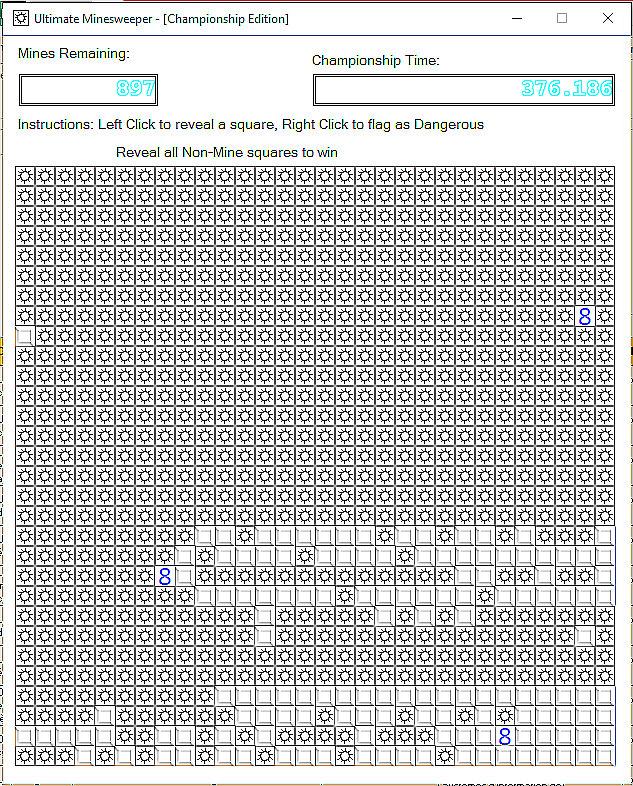 Ultimate Minesweeper - [Championship Edition]
Mines Remaining:
897
Championship Time:
376.186
Instructions: Left Click to reveal a square, Right Click to flag as Dangerous
Reveal all Non-Mine squares to win
8
8
8